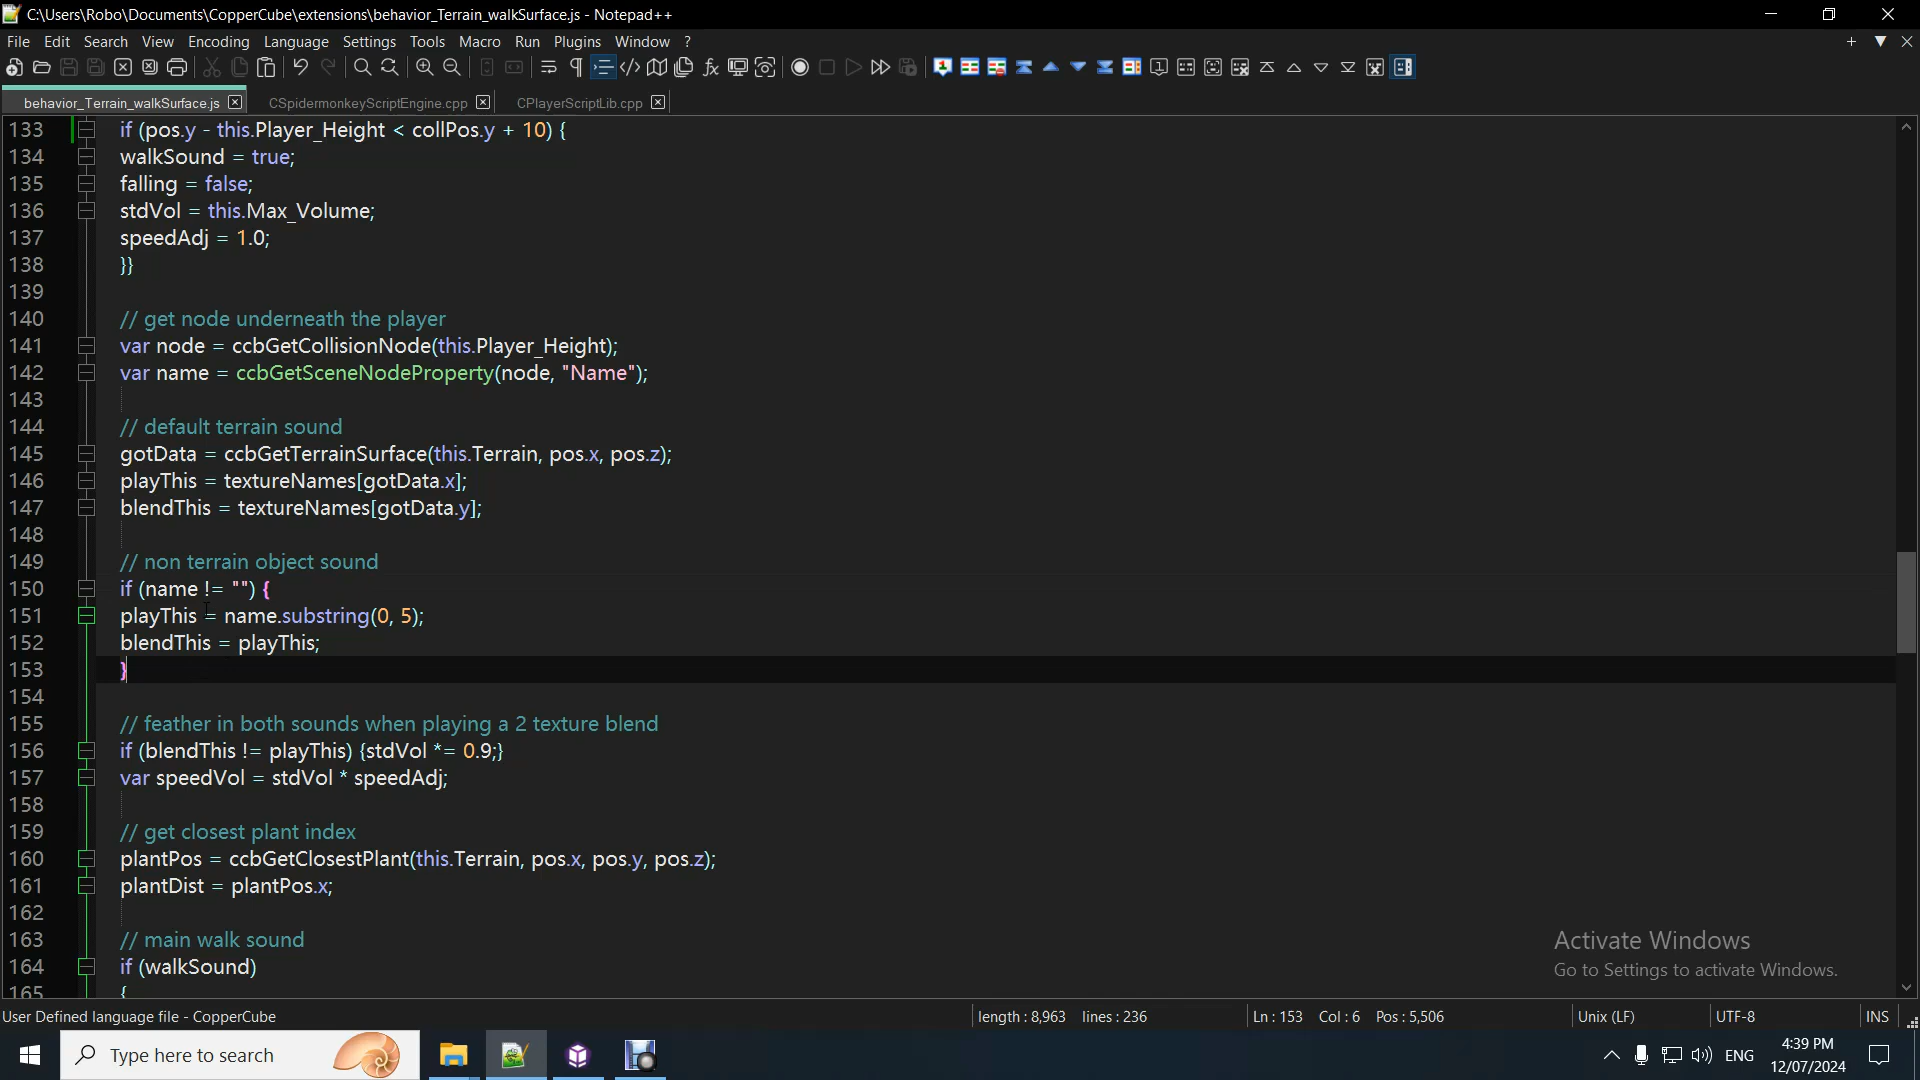 C:\Users\Robo\Documents\CopperCube\extensions\behavior_Terrain_walkSurface.js - Notepad++
File Edit Search View Encoding Language Settings Tools Macro Run Plugins Window ?
behavior_Terrain_walkSurface.js CSpidermonkeyScriptEngine.cpp CPlayerScriptLib.cpp
133 if (pos.y - this.Player_Height < collPos.y + 10) {
134 walkSound = true;
135 falling = false;
136 stdVol = this.Max_Volume;
137 speedAdj = 1.0;
138 }}
139
140 // get node underneath the player
141 var node = ccbGetCollisionNode(this.Player_Height);
142 var name = ccbGetSceneNodeProperty(node, "Name");
143
144 // default terrain sound
145 gotData = ccbGetTerrainSurface(this.Terrain, pos.x, pos.z);
146 playThis = textureNames[gotData.x];
147 blendThis = textureNames[gotData.y];
148
149 // non terrain object sound
150 if (name != "") {
151 playThis = name.substring(0, 5);
152 blendThis = playThis;
153 }
154
155 // feather in both sounds when playing a 2 texture blend
156 if (blendThis != playThis) {stdVol *= 0.9;}
157 var speedVol = stdVol * speedAdj;
158
159 // get closest plant index
160 plantPos = ccbGetClosestPlant(this.Terrain, pos.x, pos.y, pos.z);
161 plantDist = plantPos.x;
162
163 // main walk sound
164 if (walkSound)
165 {
Activate Windows
Go to Settings to activate Windows.
User Defined language file - CopperCube length : 8,963 lines : 236 Ln : 153 Col : 6 Pos : 5,506 Unix (LF) UTF-8 INS
Type here to search ENG 4:39 PM
12/07/2024